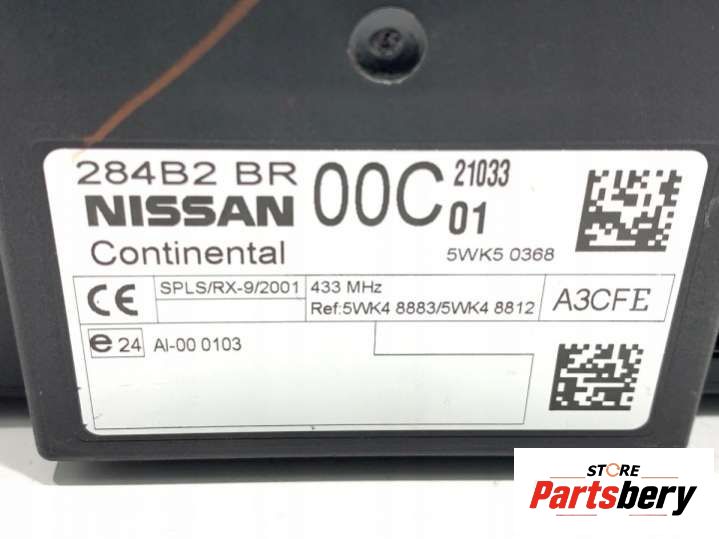 284B2 BR 00C 21033
NISSAN 01
Continental 5WK5 0368
CE SPLS/RX-9/2001 433 MHz
Ref:5WK4 8883/5WK4 8812 A3CFE
e 24 AI-00 0103
STORE
Partsbery